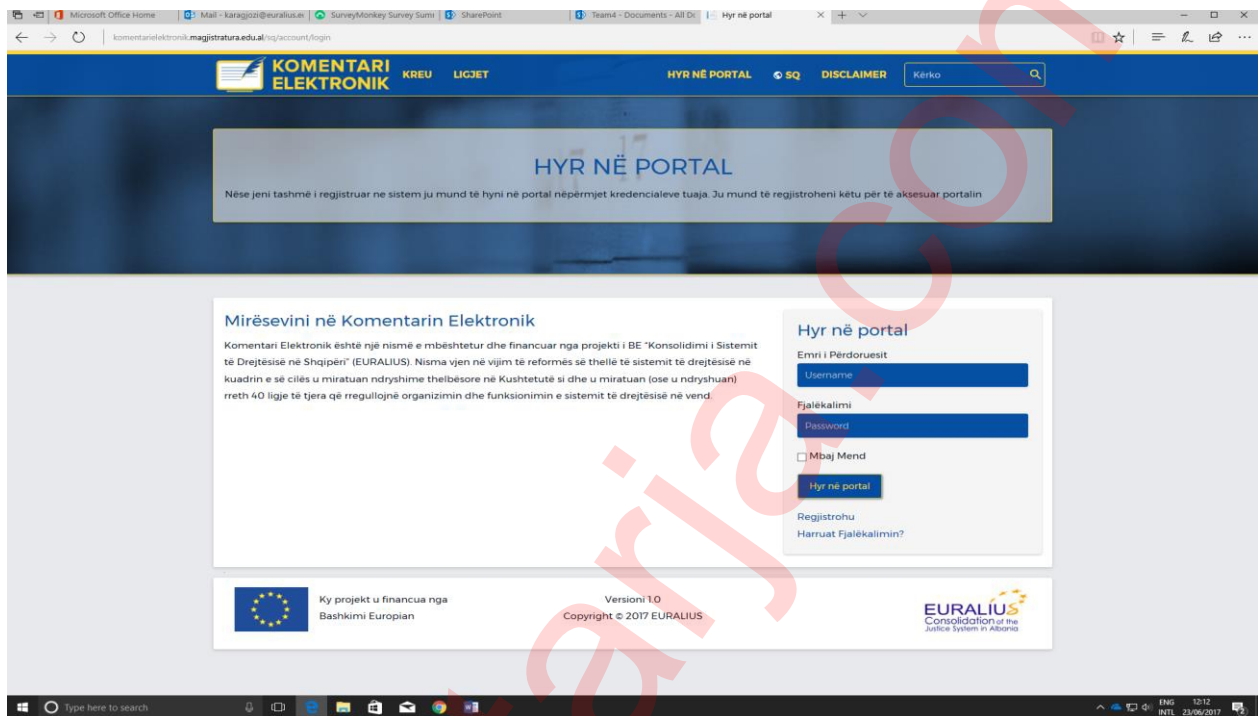 Microsoft Office Home
Mail - karagjozi@euralius.eu
SurveyMonkey Survey Sumi
SharePoint
Team4 - Documents - All Dc
Hyr në portal
komentarielektronik.magjistratura.edu.al/sq/account/login
KOMENTARI
ELEKTRONIK
KREU
LIGJET
HYR NË PORTAL
SQ
DISCLAIMER
Kërko
HYR NË PORTAL
Nëse jeni tashmë i regjistruar ne sistem ju mund të hyni në portal nëpërmjet kredencialeve tuaja. Ju mund të regjistroheni këtu për të aksesuar portalin
Mirësevini në Komentarin Elektronik
Komentari Elektronik është një nismë e mbështetur dhe financuar nga projekti i BE "Konsolidimi i Sistemit
të Drejtësisë në Shqipëri" (EURALIUS). Nisma vjen në vijim të reformës së thellë të sistemit të drejtësisë në
kuadrin e së cilës u miratuan ndryshime thelbësore në Kushtetutë si dhe u miratuan (ose u ndryshuan)
rreth 40 ligje të tjera që rregullojnë organizimin dhe funksionimin e sistemit të drejtësisë në vend.
Hyr në portal
Emri i Përdoruesit
Username
Fjalëkalimi
Password
Mbaj Mend
Hyr në portal
Regjistrohu
Harruat Fjalëkalimin?
Ky projekt u financua nga
Bashkimi Europian
Versioni 1.0
Copyright © 2017 EURALIUS
EURALIUS
Consolidation of the
Justice System in Albania
Type here to search
ENG
INTL
12:12
23/06/2017
arja.com